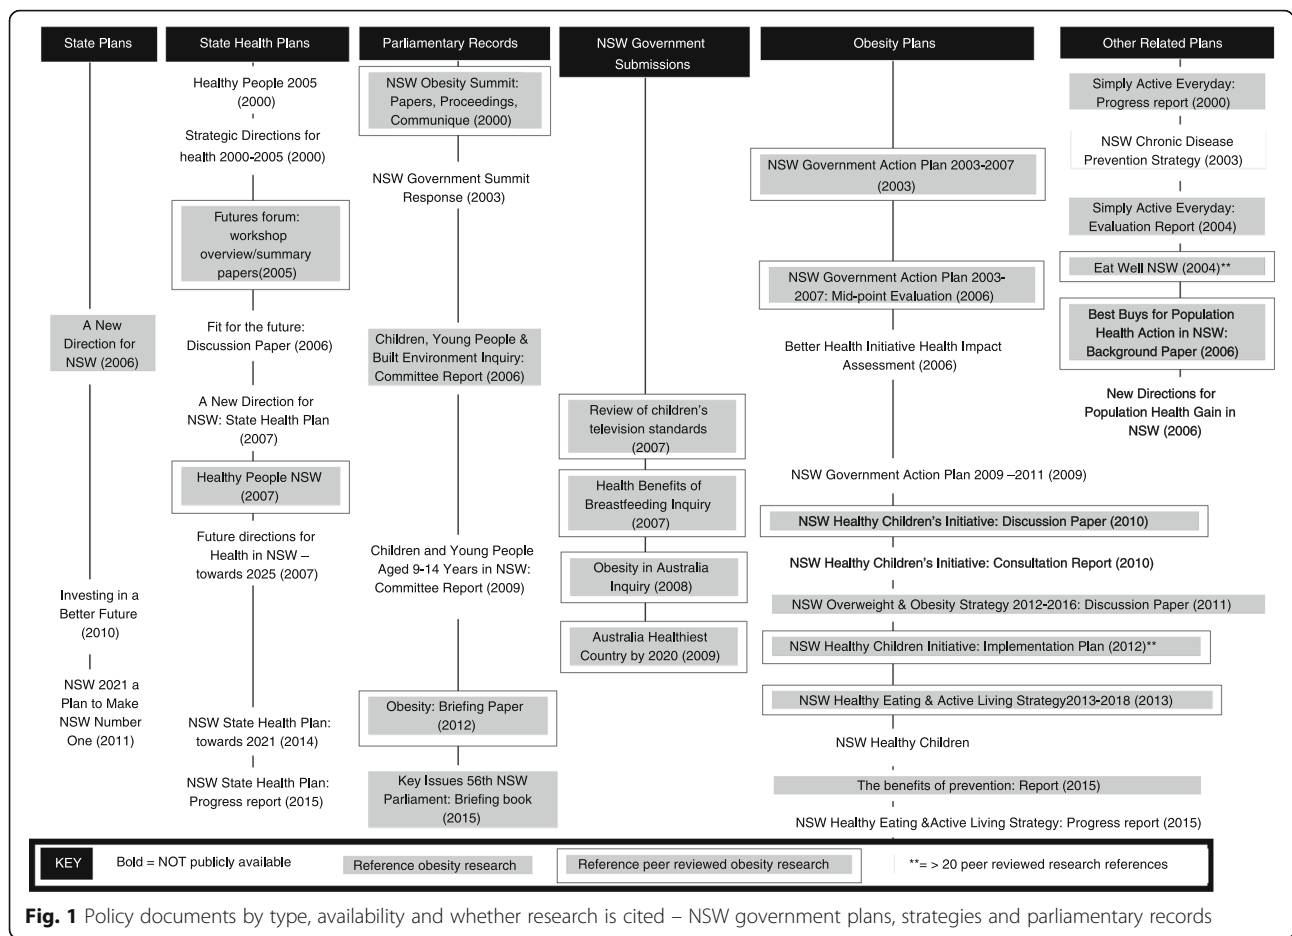 State Plans
A New
Direction for
NSW (2006)
Investing in a
Better Future
(2010)
NSW 2021 a
Plan to Make
NSW Number
One (2011)
State Health Plans
Healthy People 2005
(2000)
Strategic Directions for
health 2000-2005 (2000)
Futures forum:
workshop
overview/summary
papers(2005)
Fit for the future:
Discussion Paper (2006)
A New Direction for
NSW: State Health Plan
(2007)
Healthy People NSW
(2007)
Future directions for
Health in NSW –
towards 2025 (2007)
NSW State Health Plan:
towards 2021 (2014)
NSW State Health Plan:
Progress report (2015)
Parliamentary Records
NSW Obesity Summit:
Papers, Proceedings,
Communique (2000)
NSW Government Summit
Response (2003)
Children, Young People &
Built Environment Inquiry:
Committee Report (2006)
Children and Young People
Aged 9-14 Years in NSW:
Committee Report (2009)
Obesity: Briefing Paper
(2012)
Key Issues 56th NSW
Parliament: Briefing book
(2015)
NSW Government
Submissions
Review of children's
television standards
(2007)
Health Benefits of
Breastfeeding Inquiry
(2007)
Obesity in Australia
Inquiry (2008)
Australia Healthiest
Country by 2020 (2009)
Obesity Plans
NSW Government Action Plan 2003-2007
(2003)
NSW Government Action Plan 2003-
2007: Mid-point Evaluation (2006)
Better Health Initiative Health Impact
Assessment (2006)
NSW Government Action Plan 2009 –2011 (2009)
NSW Healthy Children's Initiative: Discussion Paper (2010)
NSW Healthy Children's Initiative: Consultation Report (2010)
NSW Overweight & Obesity Strategy 2012-2016: Discussion Paper (2011)
NSW Healthy Children Initiative: Implementation Plan (2012)**
NSW Healthy Eating & Active Living Strategy2013-2018 (2013)
NSW Healthy Children
The benefits of prevention: Report (2015)
NSW Healthy Eating &Active Living Strategy: Progress report (2015)
Other Related Plans
Simply Active Everyday:
Progress report (2000)
NSW Chronic Disease
Prevention Strategy (2003)
Simply Active Everyday:
Evaluation Report (2004)
Eat Well NSW (2004)**
Best Buys for Population
Health Action in NSW:
Background Paper (2006)
New Directions for
Population Health Gain in
NSW (2006)
KEY
Bold = NOT publicly available
Reference obesity research
Reference peer reviewed obesity research
**= > 20 peer reviewed research references
Fig. 1 Policy documents by type, availability and whether research is cited – NSW government plans, strategies and parliamentary records